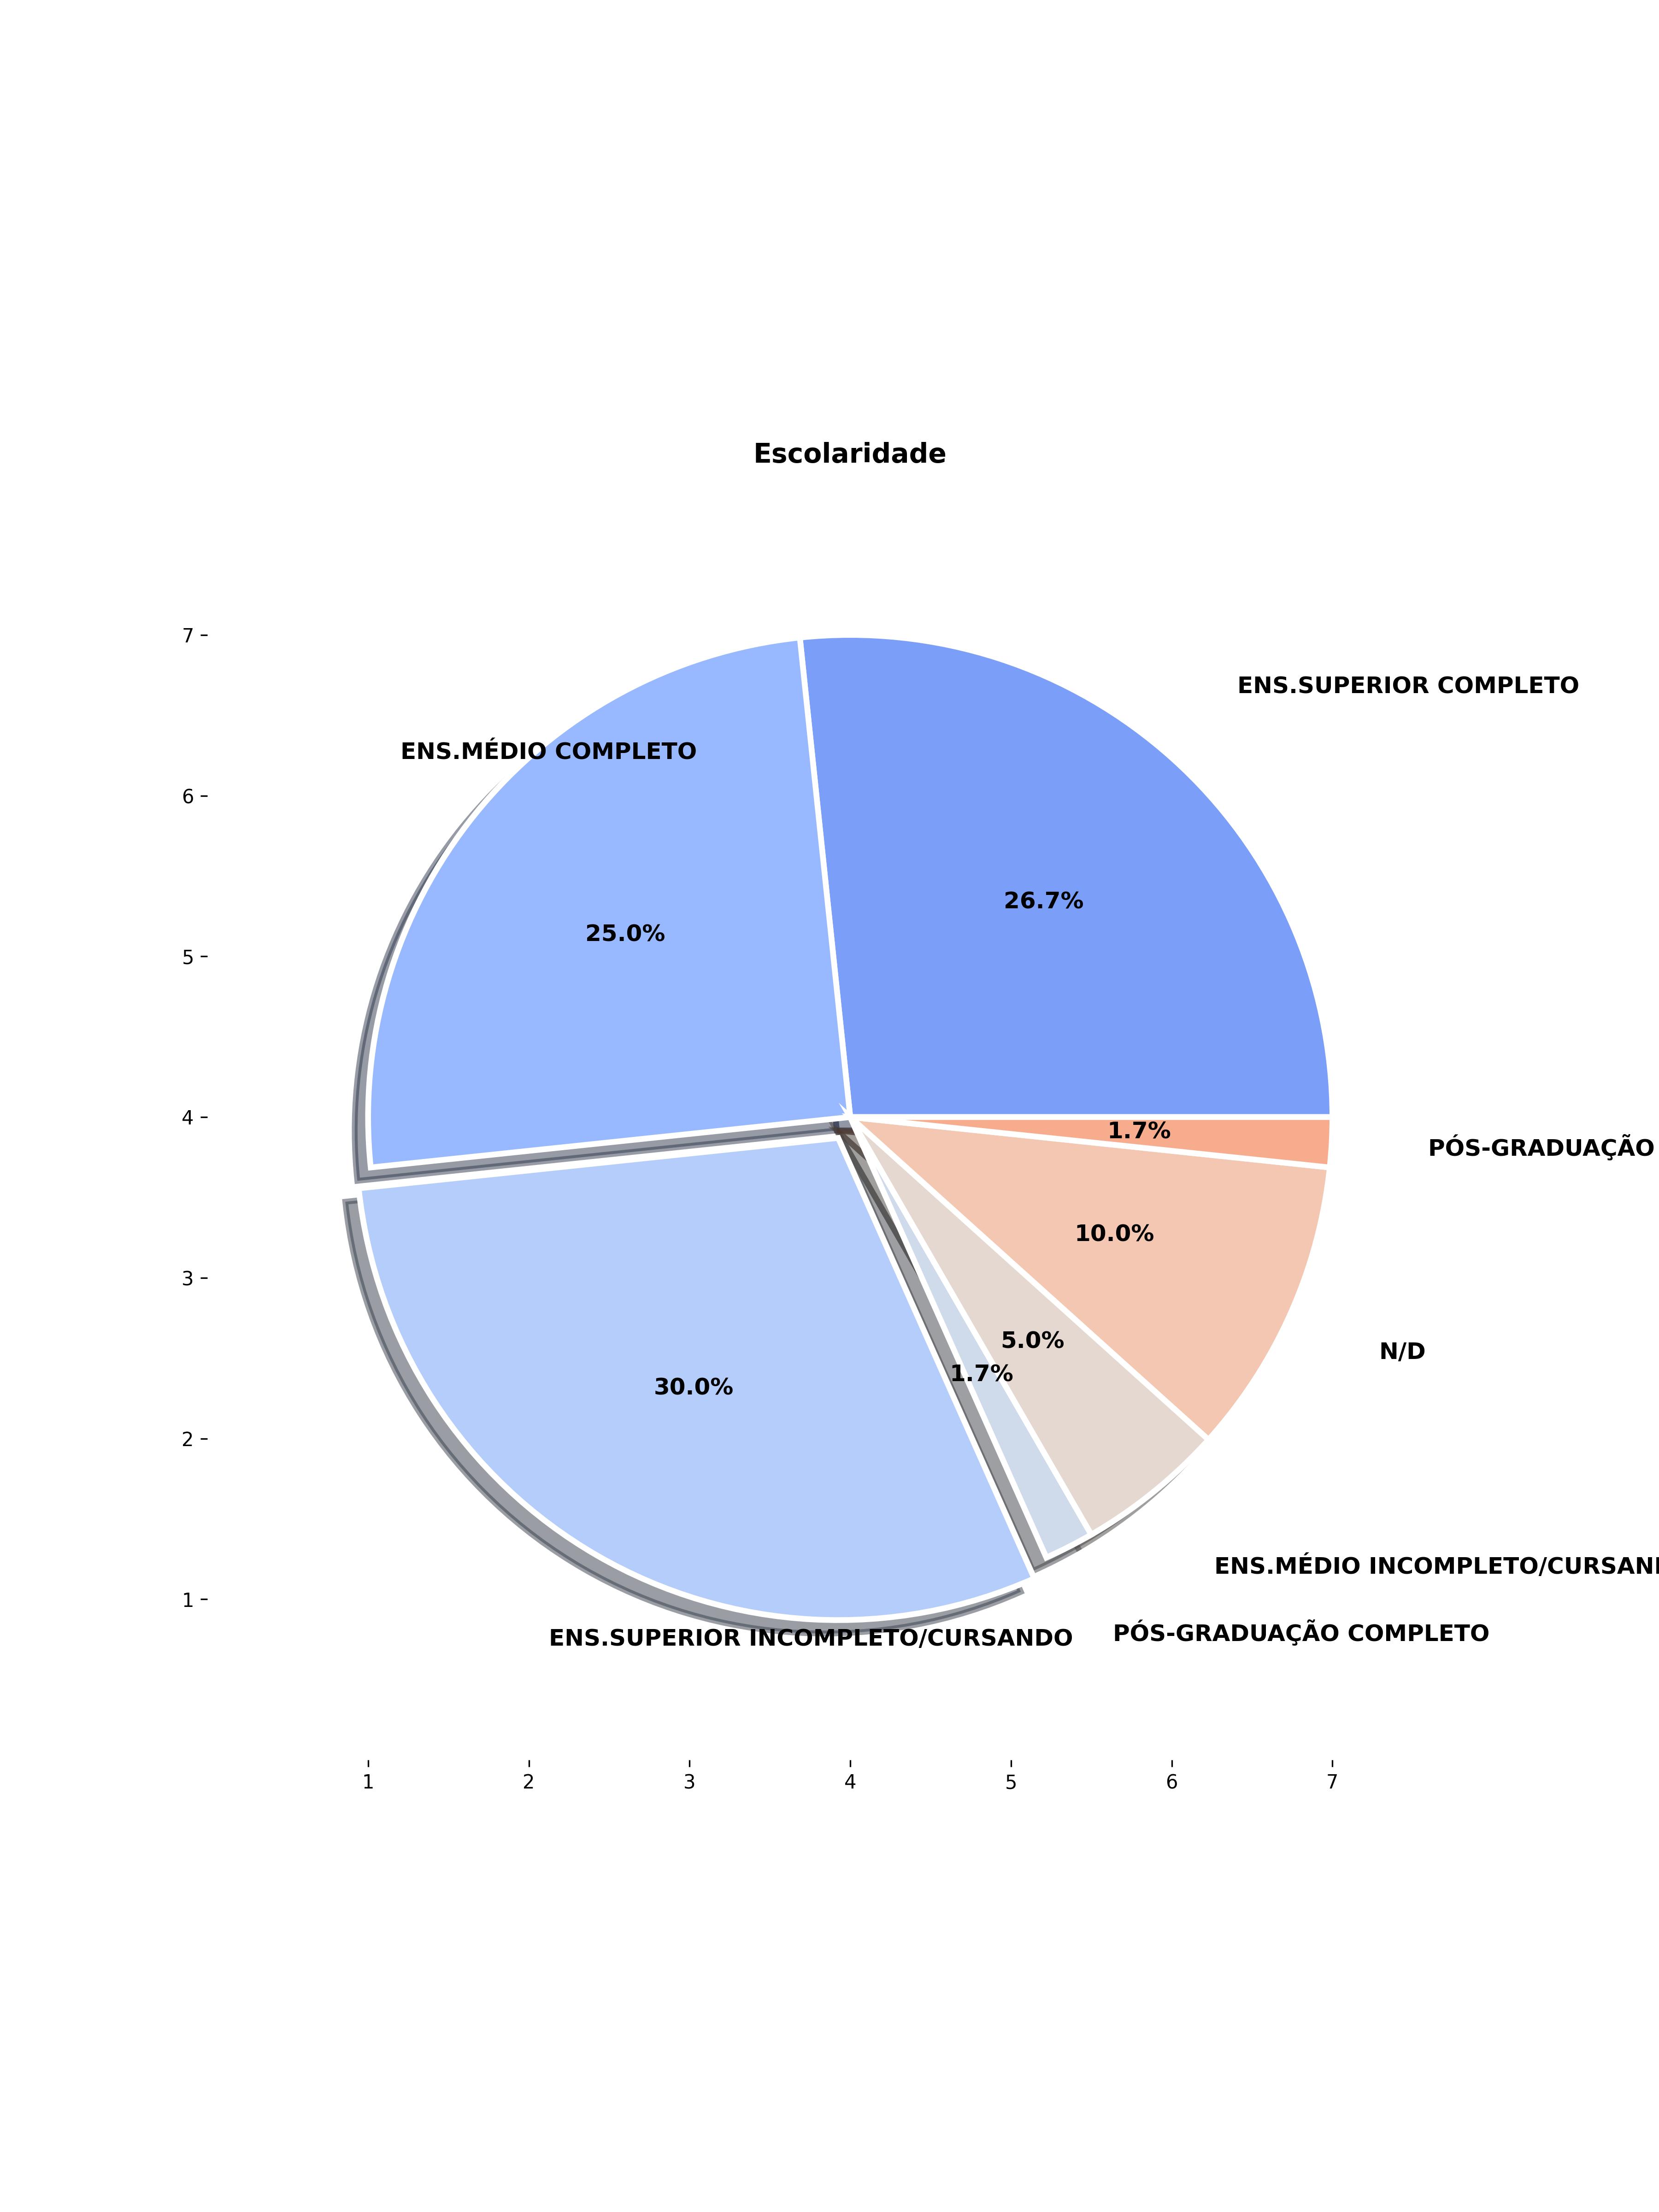 Escolaridade
7
ENS.SUPERIOR COMPLETO
ENS.MÉDIO COMPLETO
6
26.7%
25.0%
5
4
1.7%
PÓS-GRADUAÇÃO
10.0%
3
5.0%
N/D
1.7%
30.0%
2
ENS.MÉDIO
1
PÓS-GRADUAÇÃO COMPLETO
ENS.SUPERIOR INCOMPLETO/CURSANDO
1 2 3 4 5 6 7